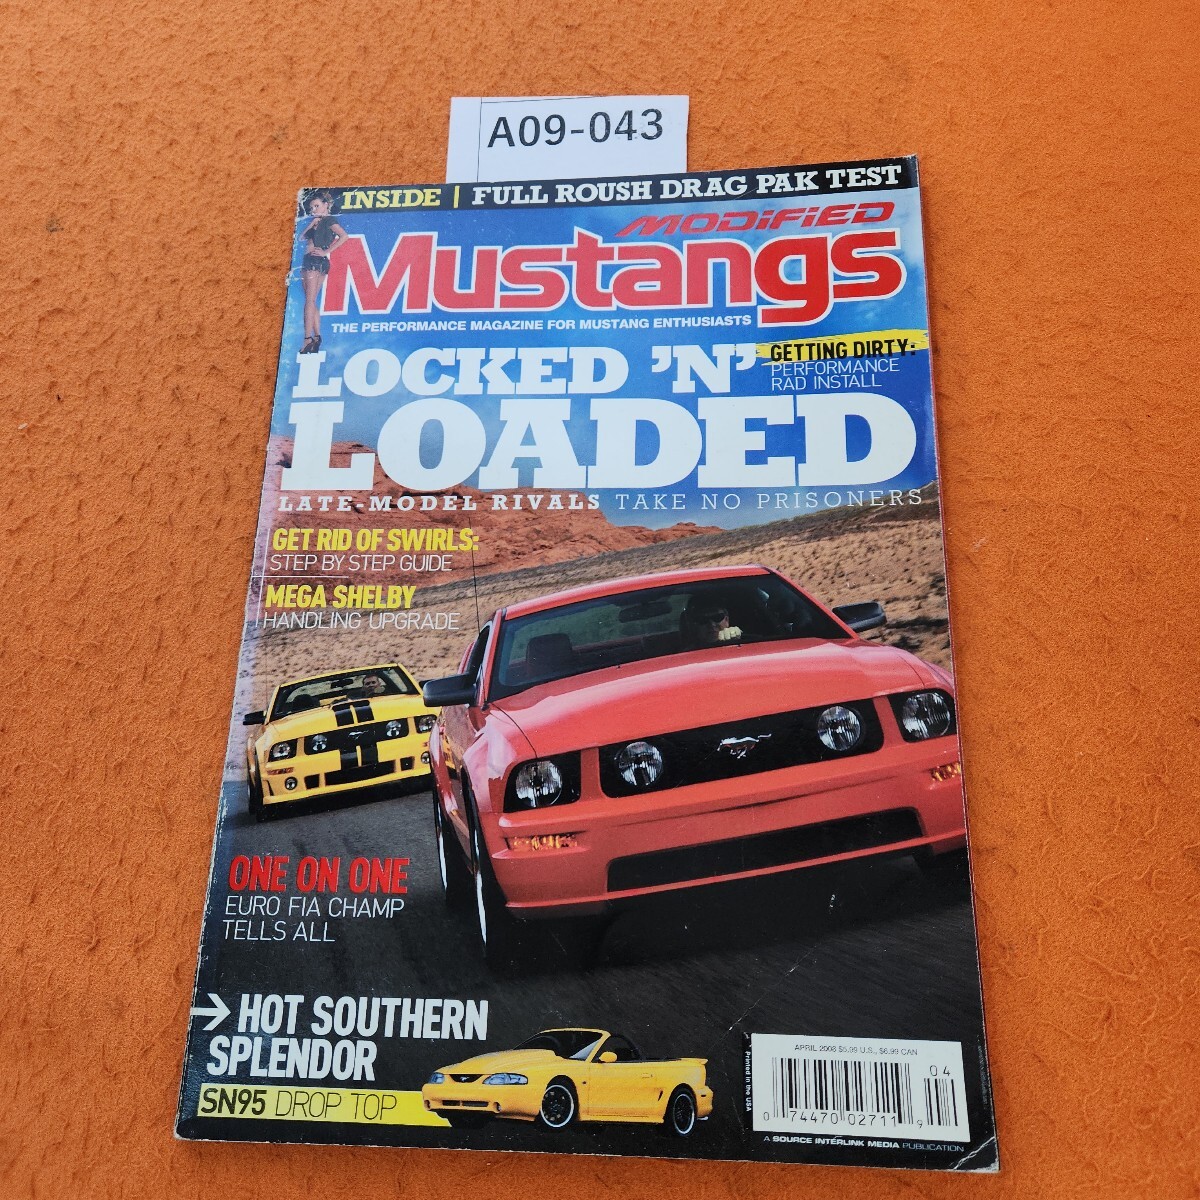 A09-043
INSIDE | FULL ROUSH DRAG PAK TEST
MODiFiED
Mustangs
THE PERFORMANCE MAGAZINE FOR MUSTANG ENTHUSIASTS
LOCKED 'N'
LOADED
GETTING DIRTY:
PERFORMANCE
RAD INSTALL
LATE-MODEL RIVALS TAKE NO PRISONERS
GET RID OF SWIRLS:
STEP BY STEP GUIDE
MEGA SHELBY
HANDLING UPGRADE
ONE ON ONE
EURO FIA CHAMP
TELLS ALL
→ HOT SOUTHERN
SPLENDOR
SN95 DROP TOP
Printed in the USA
APRIL 2008 $5.99 U.S., $6.99 CAN
04
0 74470 02711 9
A SOURCE INTERLINK MEDIA PUBLICATION